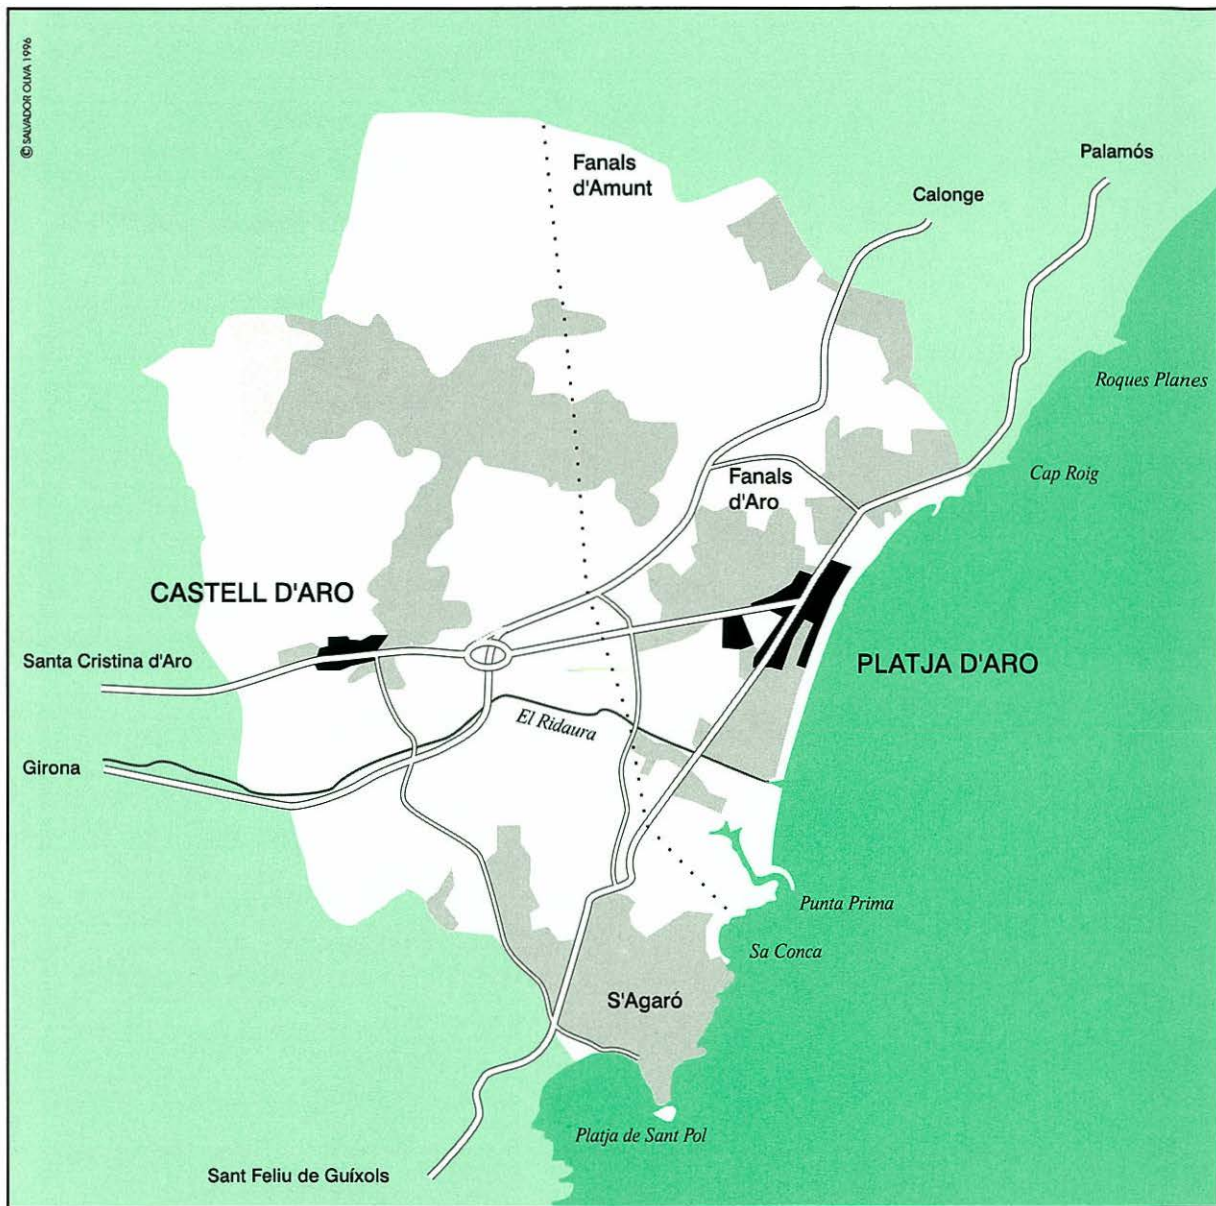 © SALVADOR OLIVA 1996
Fanals
d'Amunt
Palamós
Calonge
Roques Planes
Cap Roig
Fanals
d'Aro
CASTELL D'ARO
Santa Cristina d'Aro
PLATJA D'ARO
El Ridaura
Girona
Punta Prima
Sa Conca
S'Agaró
Platja de Sant Pol
Sant Feliu de Guíxols